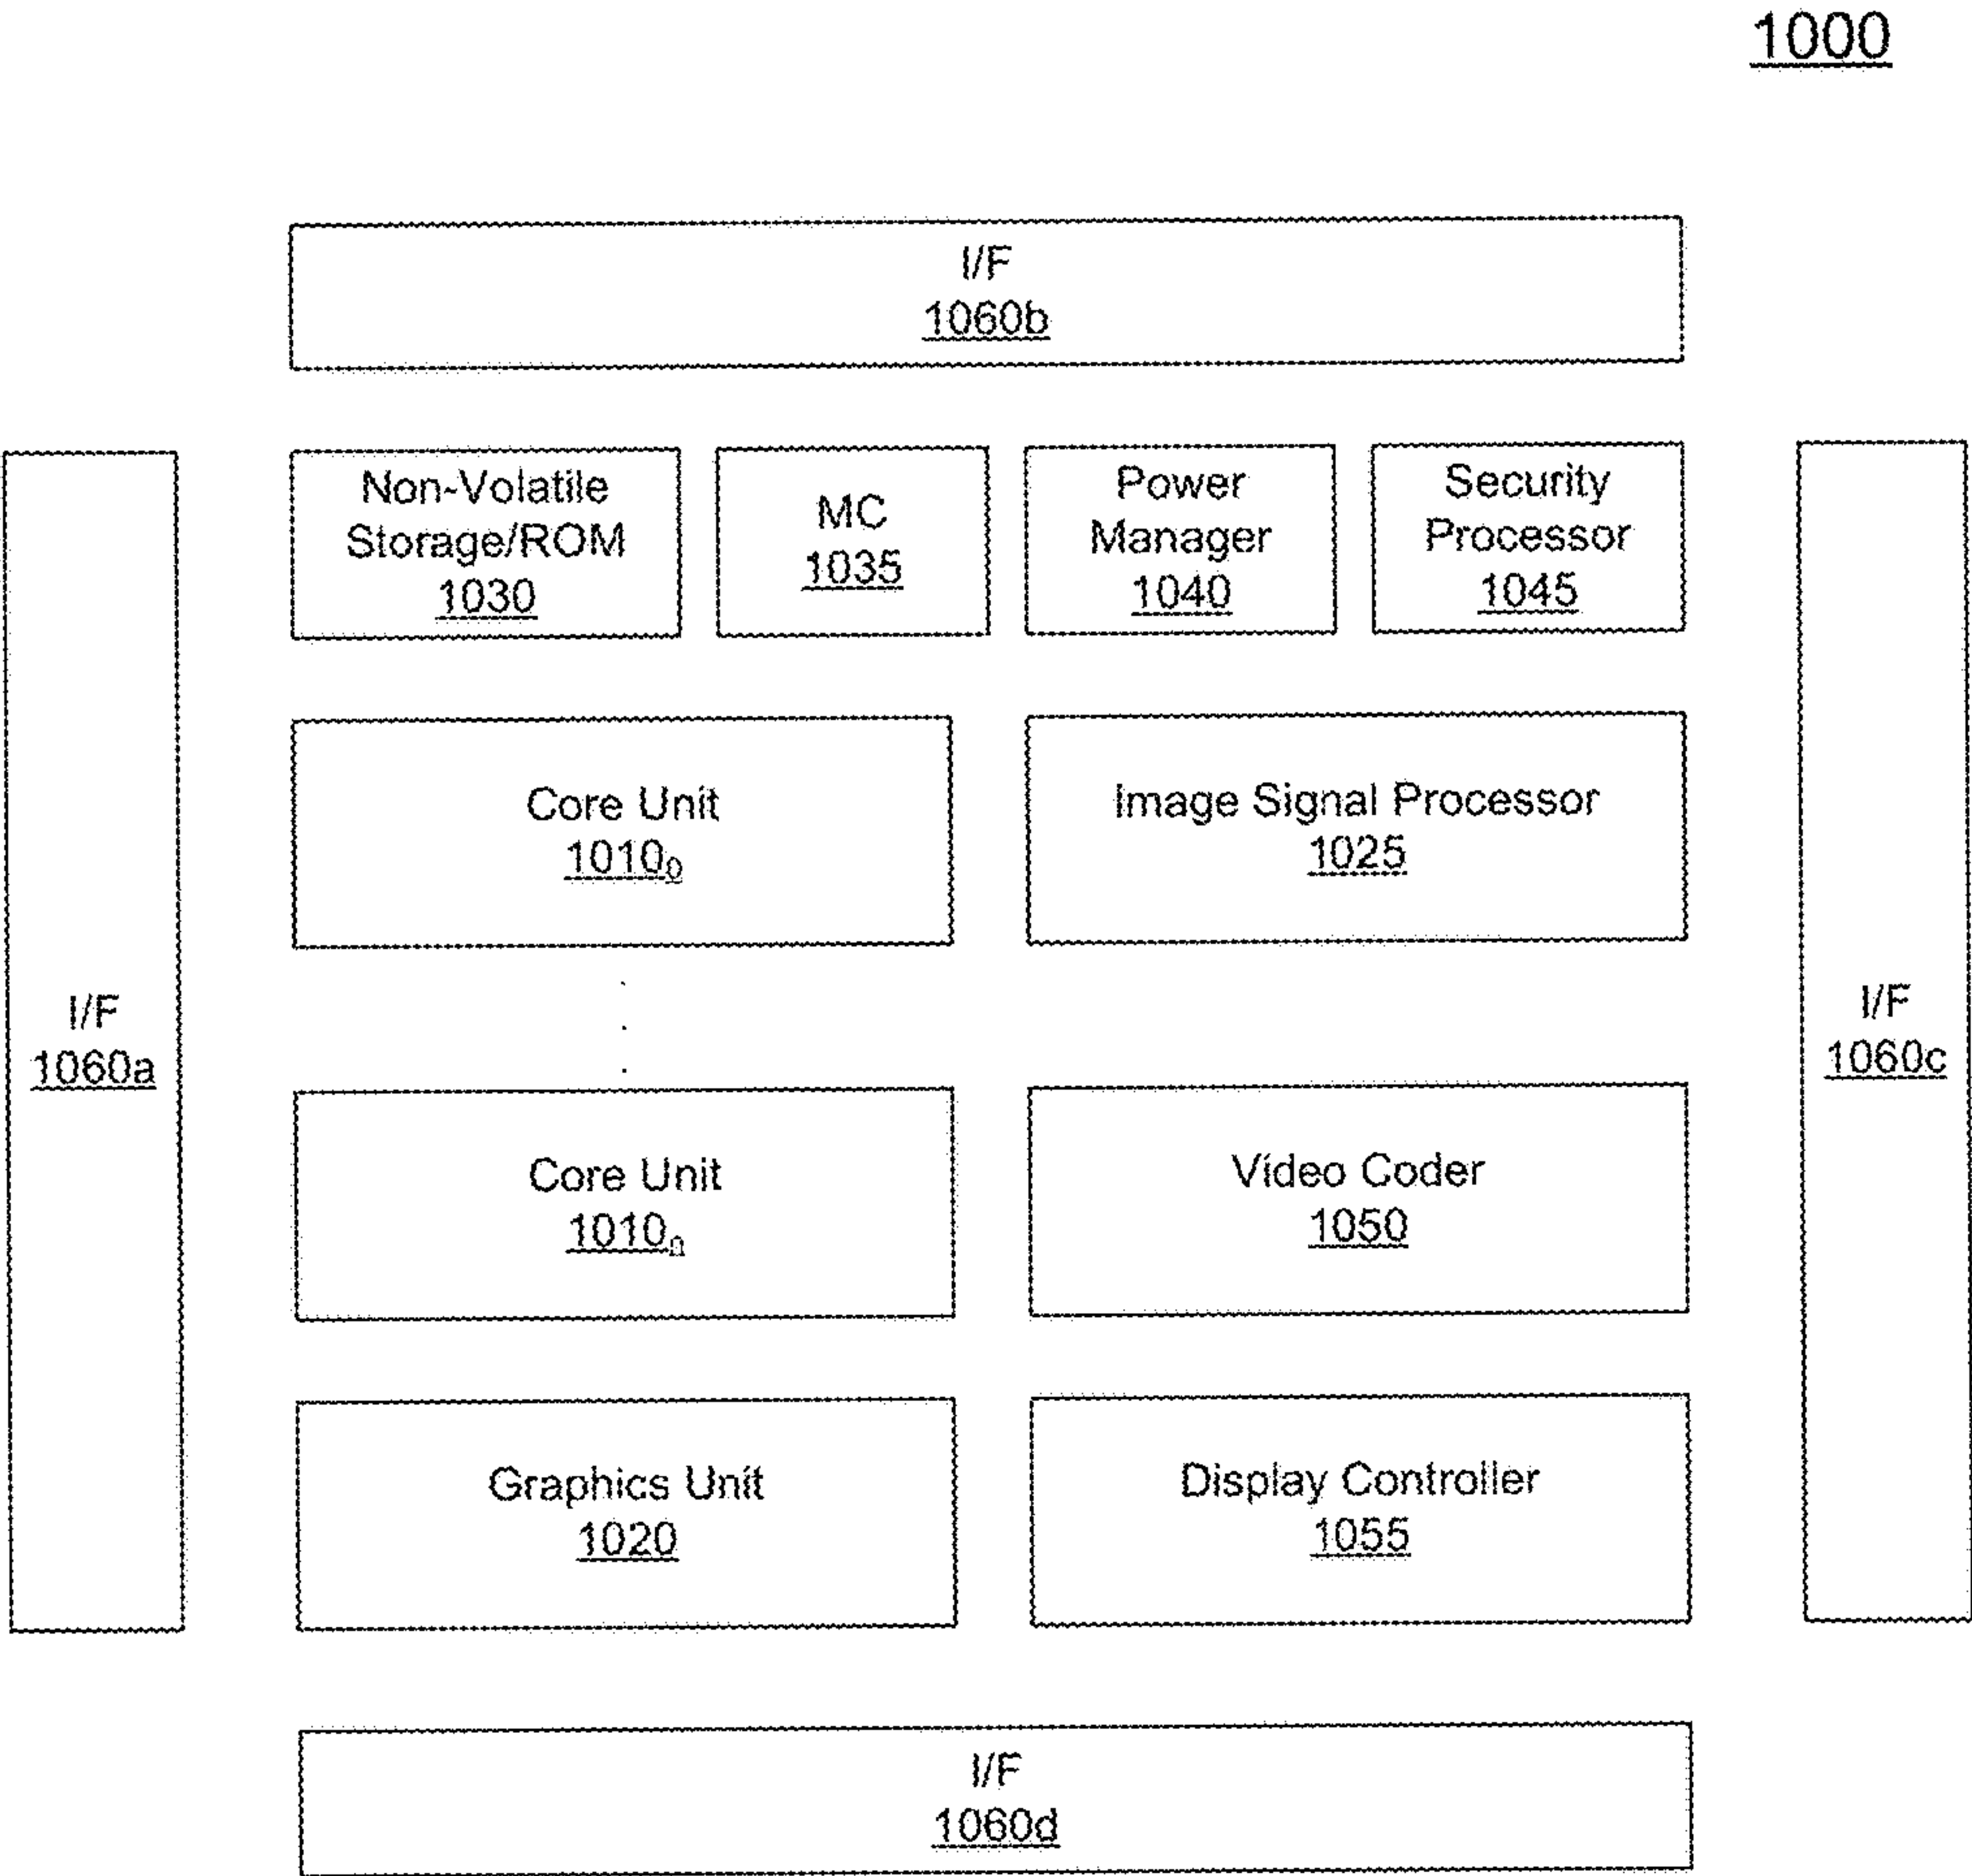 1000
I/F
1060b
Non-Volatile
Storage/ROM
1030
MC
1035
Power
Manager
1040
Security
Processor
1045
Core Unit
1010₀
Image Signal Processor
1025
I/F
1060a
I/F
1060c
Core Unit
1010ₙ
Video Coder
1050
Graphics Unit
1020
Display Controller
1055
I/F
1060d